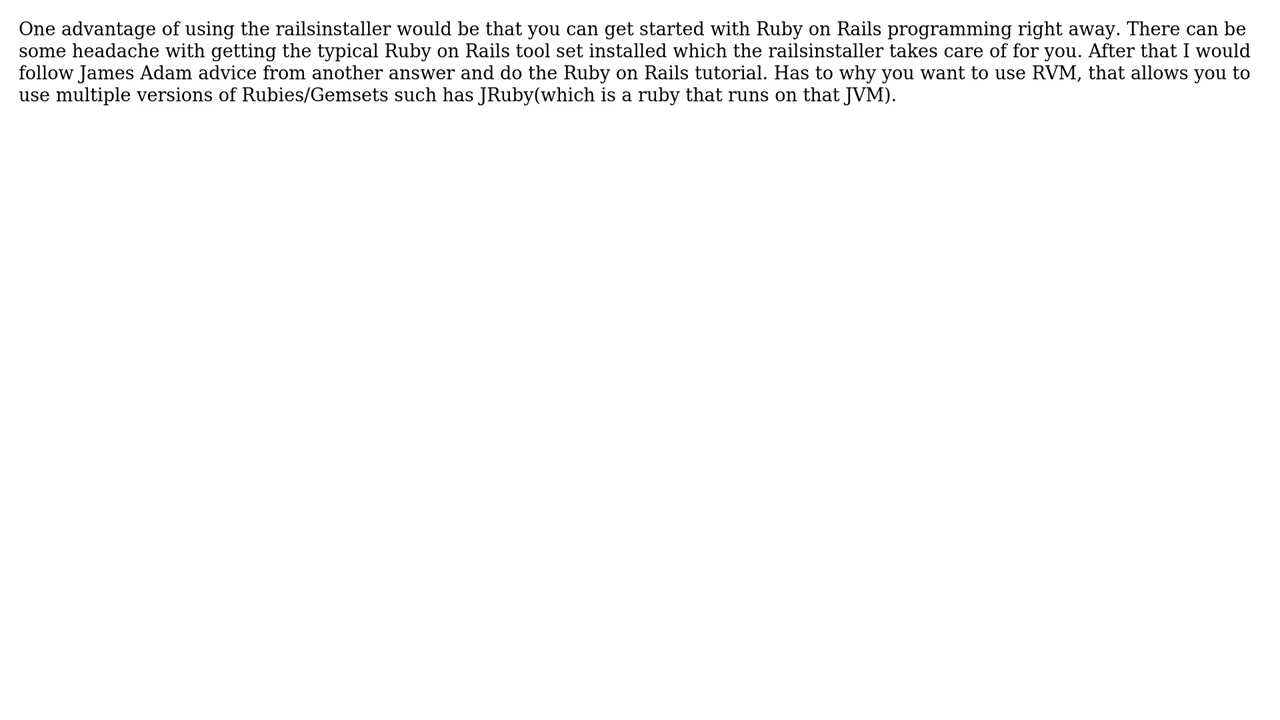 One advantage of using the railsinstaller would be that you can get started with Ruby on Rails programming right away. There can be
some headache with getting the typical Ruby on Rails tool set installed which the railsinstaller takes care of for you. After that I would
follow James Adam advice from another answer and do the Ruby on Rails tutorial. Has to why you want to use RVM, that allows you to
use multiple versions of Rubies/Gemsets such has JRuby(which is a ruby that runs on that JVM).